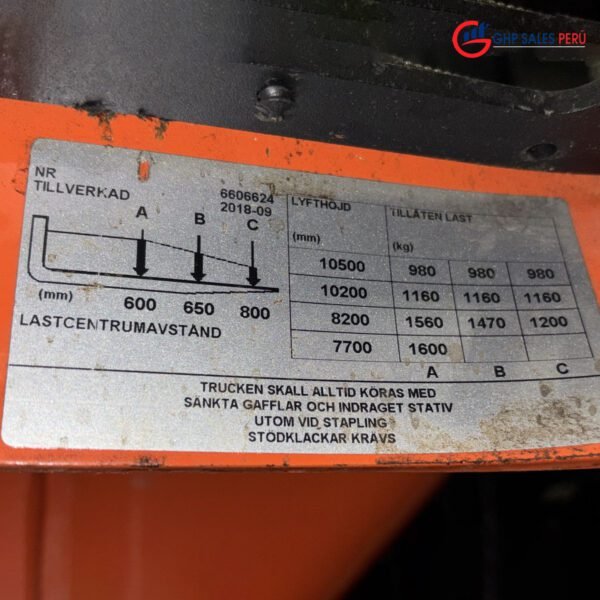 GHP SALES PERÚ
NR 6606624
TILLVERKAD 2018-09
A B C
(mm) 600 650 800
LASTCENTRUMAVSTÅND
LYFTHÖJD TILLÅTEN LAST
(mm) (kg)
10500 980 980 980
10200 1160 1160 1160
8200 1560 1470 1200
7700 1600
A B C
TRUCKEN SKALL ALLTID KÖRAS MED
SÄNKTA GAFFLAR OCH INDRAGET STATIV
UTOM VID STAPLING
STÖDKLACKAR KRÄVS